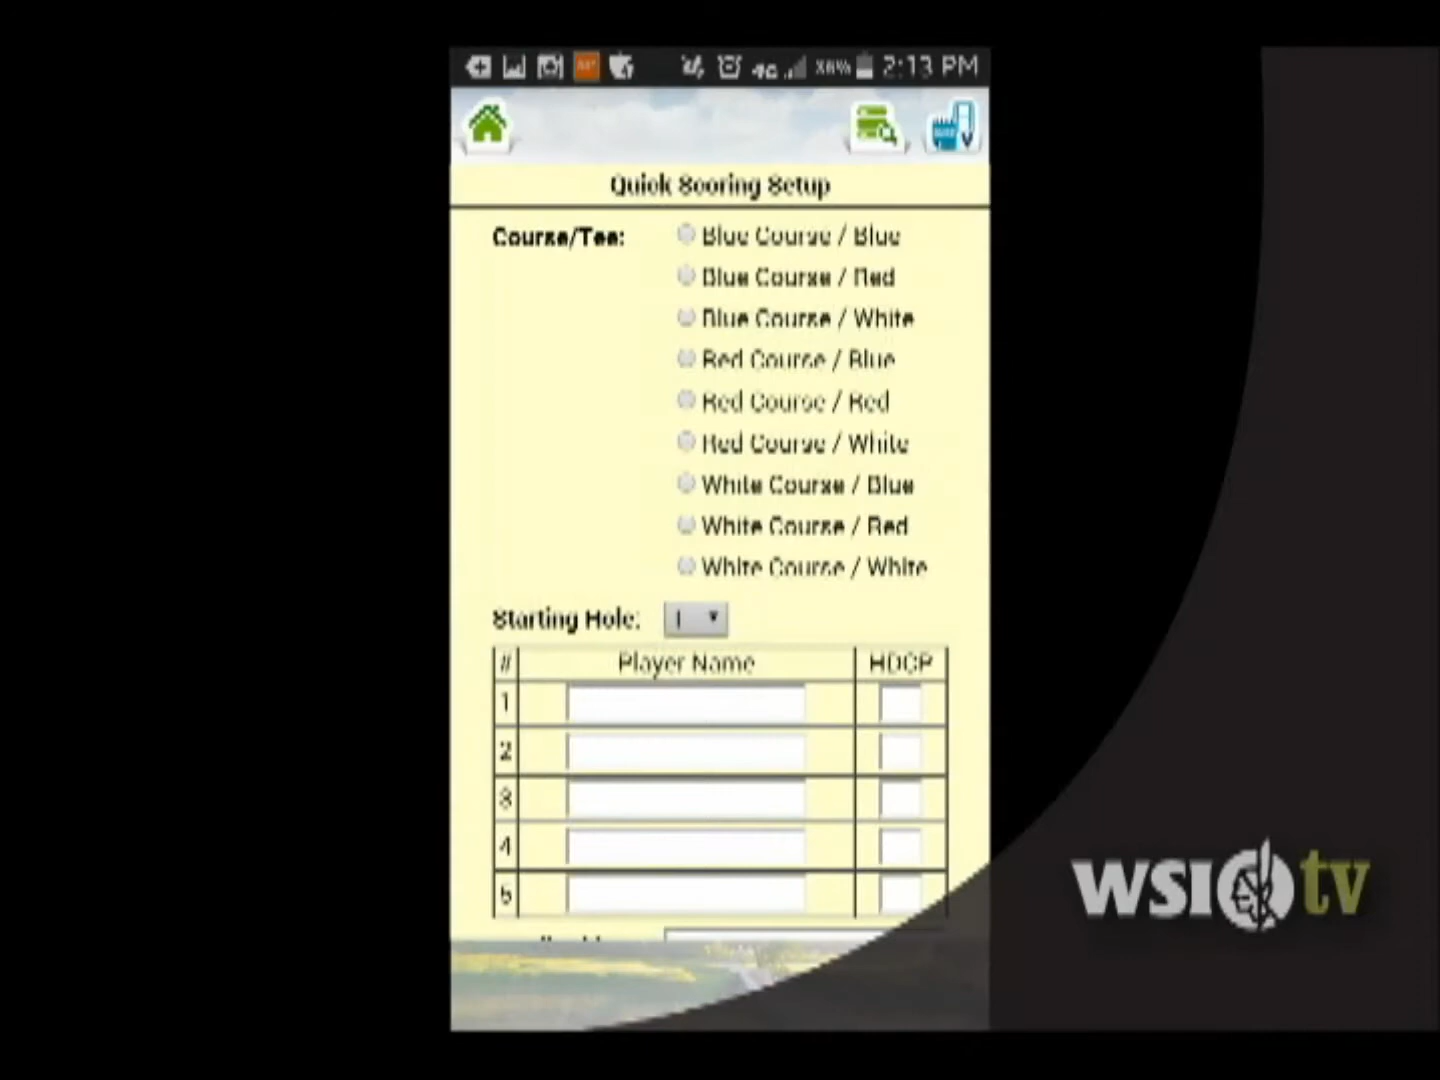 2:13 PM
Quick Scoring Setup
Course/Tee:
Blue Course / Blue
Blue Course / Red
Blue Course / White
Red Course / Blue
Red Course / Red
Red Course / White
White Course / Blue
White Course / Red
White Course / White
Starting Hole: 1
# Player Name HDCP
1
2
3
4
5
WSIU tv